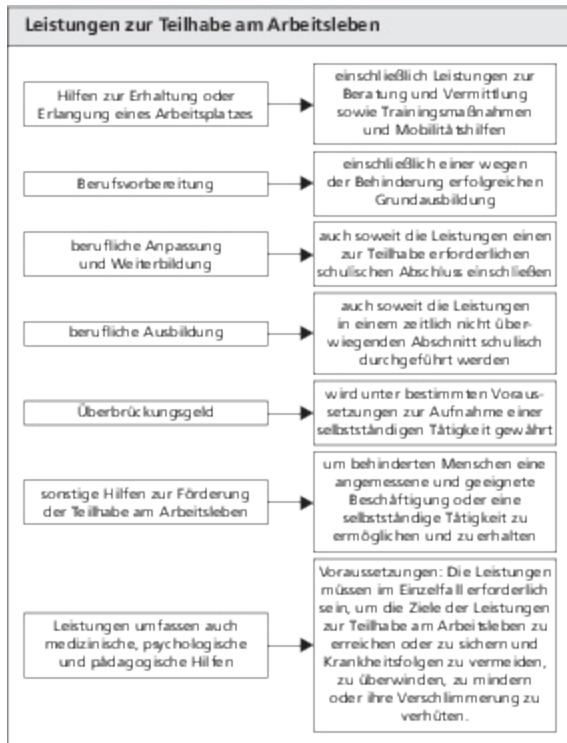 Leistungen zur Teilhabe am Arbeitsleben
Hilfen zur Erhaltung oder
Erlangung eines Arbeitsplatzes
einschließlich Leistungen zur
Beratung und Vermittlung
sowie Trainingsmaßnahmen
und Mobilitätshilfen
Berufsvorbereitung
einschließlich einer wegen
der Behinderung erfolgreichen
Grundausbildung
berufliche Anpassung
und Weiterbildung
auch soweit die Leistungen einen
zur Teilhabe erforderlichen
schulischen Abschluss einschließen
berufliche Ausbildung
auch soweit die Leistungen
in einem zeitlich nicht über-
wiegenden Abschnitt schulisch
durchgeführt werden
Überbrückungsgeld
wird unter bestimmten Voraus-
setzungen zur Aufnahme einer
selbstständigen Tätigkeit gewährt
sonstige Hilfen zur Förderung
der Teilhabe am Arbeitsleben
um behinderten Menschen eine
angemessene und geeignete
Beschäftigung oder eine
selbstständige Tätigkeit zu
ermöglichen und zu erhalten
Leistungen umfassen auch
medizinische, psychologische
und pädagogische Hilfen
Voraussetzungen: Die Leistungen
müssen im Einzelfall erforderlich
sein, um die Ziele der Leistungen
zur Teilhabe am Arbeitsleben zu
erreichen oder zu sichern und
Krankheitsfolgen zu vermeiden,
zu überwinden, zu mindern
oder ihre Verschlimmerung zu
verhüten.